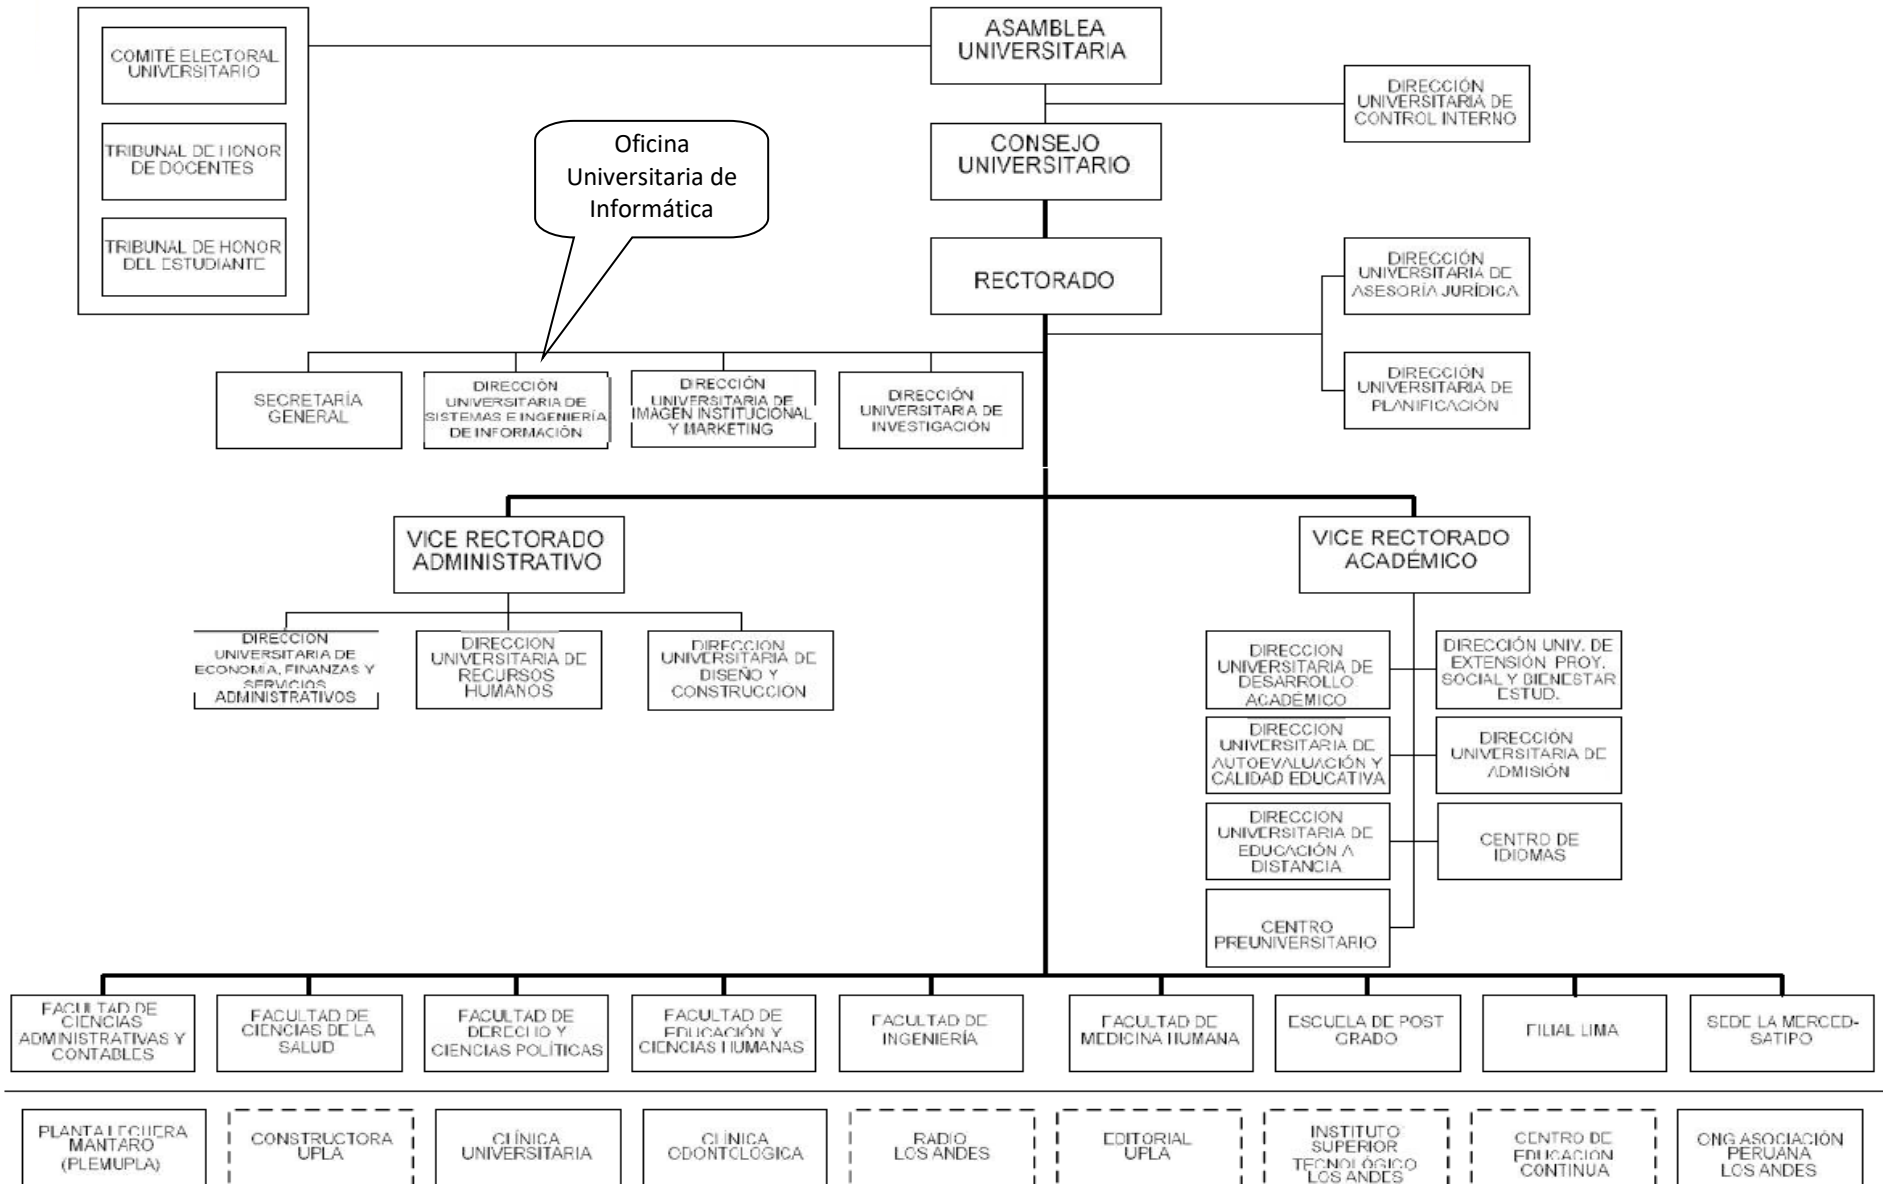 ASAMBLEA
UNIVERSITARIA
COMITÉ ELECTORAL
UNIVERSITARIO
TRIBUNAL DE HONOR
DE DOCENTES
TRIBUNAL DE HONOR
DEL ESTUDIANTE
DIRECCIÓN
UNIVERSITARIA DE
CONTROL INTERNO
CONSEJO
UNIVERSITARIO
Oficina
Universitaria de
Informática
RECTORADO
DIRECCIÓN
UNIVERSITARIA DE
ASESORÍA JURÍDICA
DIRECCIÓN
UNIVERSITARIA DE
PLANIFICACIÓN
SECRETARÍA
GENERAL
DIRECCIÓN
UNIVERSITARIA DE
SISTEMAS E INGENIERÍA
DE INFORMACIÓN
DIRECCIÓN
UNIVERSITARIA DE
IMAGEN INSTITUCIONAL
Y MARKETING
DIRECCIÓN
UNIVERSITARIA DE
INVESTIGACIÓN
VICE RECTORADO
ADMINISTRATIVO
VICE RECTORADO
ACADÉMICO
DIRECCION
UNIVERSITARIA DE
ECONOMÍA, FINANZAS Y
SERVICIOS
ADMINISTRATIVOS
DIRECCION
UNIVERSITARIA DE
RECURSOS
HUMANOS
DIRECCION
UNIVERSITARIA DE
DISEÑO Y
CONSTRUCCIÓN
DIRECCION
UNIVERSITARIA DE
DESARROLLO
ACADÉMICO
DIRECCIÓN UNIV. DE
EXTENSIÓN PROY.
SOCIAL Y BIENESTAR
ESTUD.
DIRECCION
UNIVERSITARIA DE
AUTOEVALUACIÓN Y
CALIDAD EDUCATIVA
DIRECCIÓN
UNIVERSITARIA DE
ADMISIÓN
DIRECCION
UNIVERSITARIA DE
EDUCACIÓN A
DISTANCIA
CENTRO DE
IDIOMAS
CENTRO
PREUNIVERSITARIO
FACULTAD DE
CIENCIAS
ADMINISTRATIVAS Y
CONTABLES
FACULTAD DE
CIENCIAS DE LA
SALUD
FACULTAD DE
DERECHO Y
CIENCIAS POLÍTICAS
FACULTAD DE
EDUCACIÓN Y
CIENCIAS HUMANAS
FACULTAD DE
INGENIERÍA
FACULTAD DE
MEDICINA HUMANA
ESCUELA DE POST
GRADO
FILIAL LIMA
SEDE LA MERCED-
SATIPO
PLANTA LECHERA
MANTARO
(PLEMUPLA)
CONSTRUCTORA
UPLA
CLÍNICA
UNIVERSITARIA
CLÍNICA
ODONTOLOGICA
RADIO
LOS ANDES
EDITORIAL
UPLA
INSTITUTO
SUPERIOR
TECNOLÓGICO
LOS ANDES
CENTRO DE
EDUCACION
CONTINUA
ONG ASOCIACIÓN
PERUANA
LOS ANDES